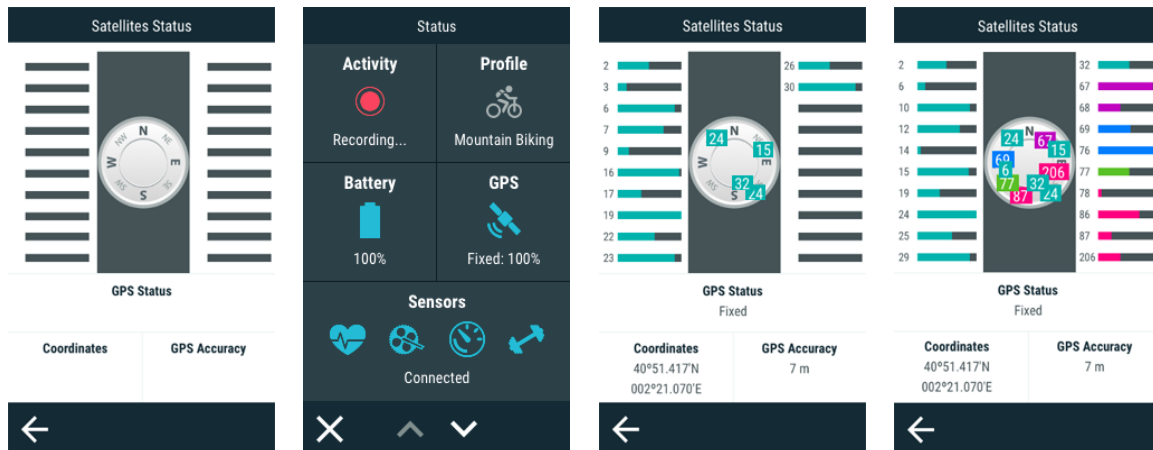 Satellites Status
N
NE
E
SE
S
SW
W
NW
GPS Status
Coordinates
GPS Accuracy
Status
Activity
Profile
Recording...
Mountain Biking
Battery
GPS
100%
Fixed: 100%
Sensors
Connected
Satellites Status
2
3
6
7
9
16
17
19
22
23
26
30
N
24
15
W
32
24
S
SW
NW
GPS Status
Fixed
Coordinates
GPS Accuracy
40º51.417'N
7 m
002º21.070'E
Satellites Status
2
6
10
12
14
15
19
24
25
29
32
67
68
69
76
77
78
86
87
206
N
24
67
15
69
6
206
77
32
24
87
GPS Status
Fixed
Coordinates
GPS Accuracy
40º51.417'N
7 m
002º21.070'E